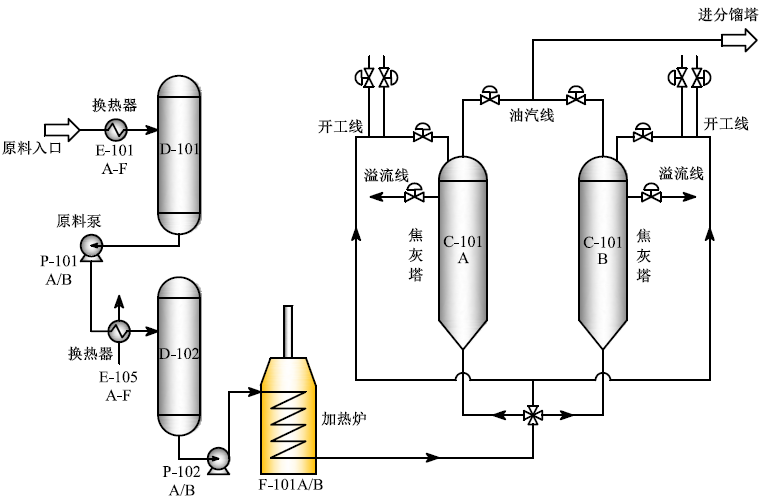 进分馏塔
换热器
原料入口
E-101
A-F
D-101
开工线
油汽线
开工线
溢流线
溢流线
原料泵
P-101
A/B
C-101
A
焦灰塔
C-101
B
焦灰塔
换热器
E-105
A-F
D-102
加热炉
P-102
A/B
F-101A/B